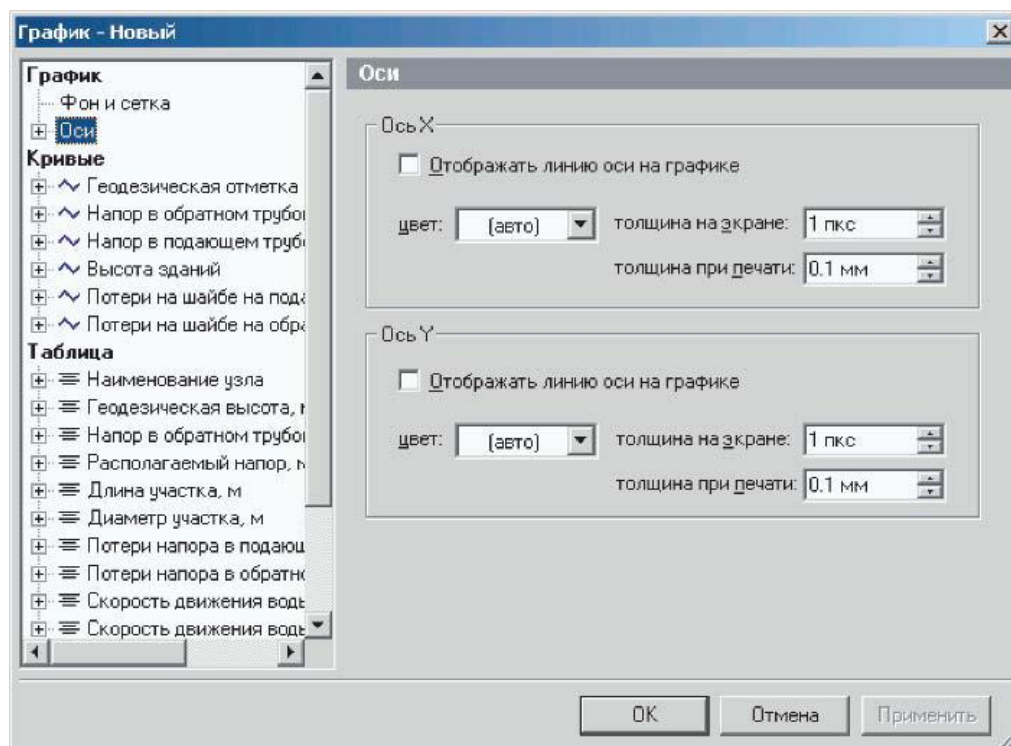 График - Новый
График
Фон и сетка
Оси
Кривые
Геодезическая отметка
Напор в обратном трубо
Напор в подающем труб
Высота зданий
Потери на шайбе на пода
Потери на шайбе на обра
Таблица
Наименование узла
Геодезическая высота,
Напор в обратном трубо
Располагаемый напор,
Длина участка, м
Диаметр участка, м
Потери напора в подающ
Потери напора в обратно
Скорость движения воды
Скорость движения воды
Оси
Ось X
Отображать линию оси на графике
цвет: (авто) толщина на экране: 1 пкс
толщина при печати: 0.1 мм
Ось Y
Отображать линию оси на графике
цвет: (авто) толщина на экране: 1 пкс
толщина при печати: 0.1 мм
OK Отмена Применить